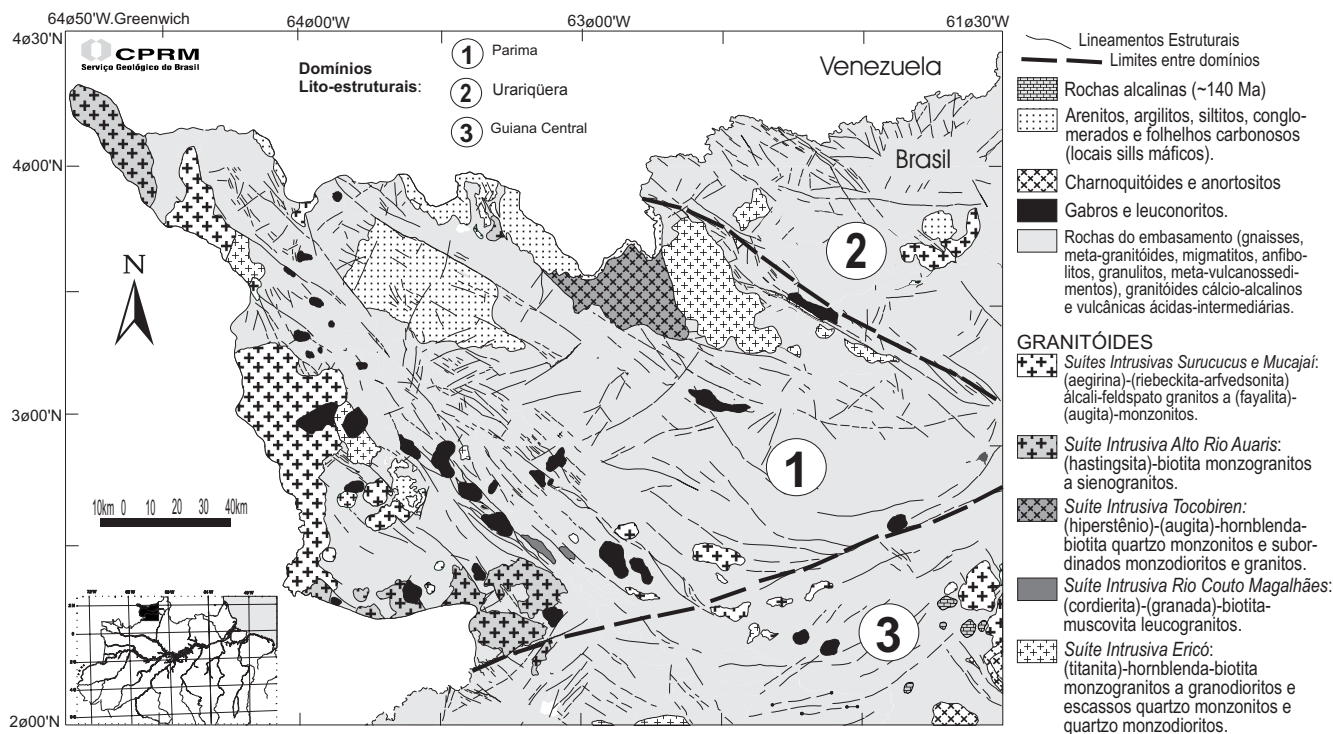 64ø50'W.Greenwich
64ø00'W
63ø00'W
61ø30'W
4ø30'N
4ø00'N
3ø00'N
2ø00'N
CPRM
Serviço Geológico do Brasil
Domínios
Lito-estruturais:
1 Parima
2 Urariqüera
3 Guiana Central
Venezuela
Brasil
2
1
3
N
10km 0 10 20 30 40km
Lineamentos Estruturais
Limites entre domínios
Rochas alcalinas (~140 Ma)
Arenitos, argilitos, siltitos, conglo-
merados e folhelhos carbonosos
(locais sills máficos).
Charnoquitóides e anortositos
Gabros e leuconoritos.
Rochas do embasamento (gnaisses,
meta-granitóides, migmatitos, anfibo-
litos, granulitos, meta-vulcanossedi-
mentos), granitóides cálcio-alcalinos
e vulcânicas ácidas-intermediárias.
GRANITÓIDES
Suítes Intrusivas Surucucus e Mucajaí:
(aegirina)-(riebeckita-arfvedsonita)
álcali-feldspato granitos a (fayalita)-
(augita)-monzonitos.
Suíte Intrusiva Alto Rio Auaris:
(hastingsita)-biotita monzogranitos
a sienogranitos.
Suíte Intrusiva Tocobiren:
(hiperstênio)-(augita)-hornblenda-
biotita quartzo monzonitos e subor-
dinados monzodioritos e granitos.
Suíte Intrusiva Rio Couto Magalhães:
(cordierita)-(granada)-biotita-
muscovita leucogranitos.
Suíte Intrusiva Ericó:
(titanita)-hornblenda-biotita
monzogranitos a granodioritos e
escassos quartzo monzonitos e
quartzo monzodioritos.